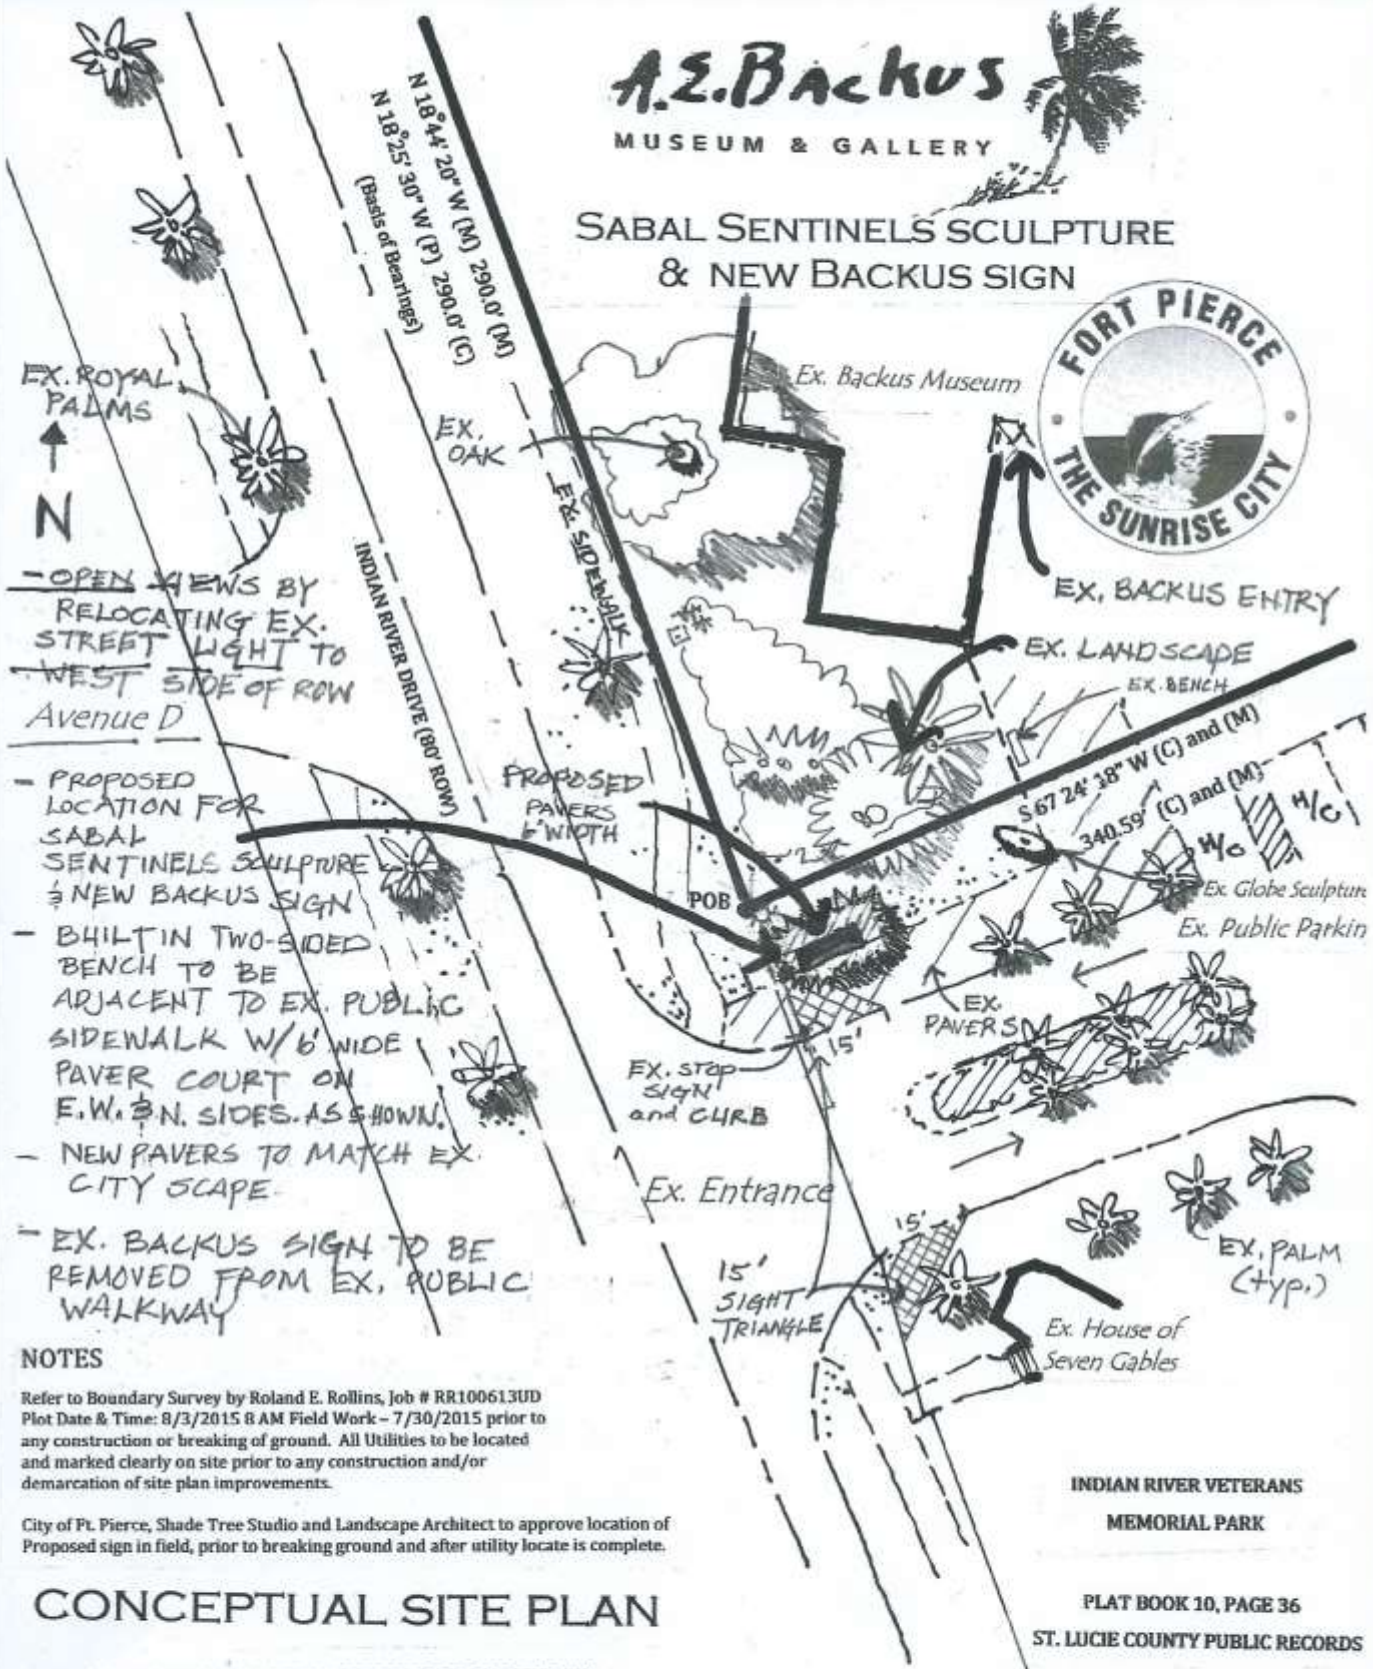 A.E. Backus
MUSEUM & GALLERY
SABAL SENTINELS SCULPTURE
& NEW BACKUS SIGN
FORT PIERCE
THE SUNRISE CITY
N 18°44' 20" W (M) 290.0' (M)
N 18°25' 30" W (P) 290.0' (C)
(Basis of Bearings)
EX. ROYAL
PALMS
N
EX.
OAK
EX. SIDEWALK
Ex. Backus Museum
EX. BACKUS ENTRY
EX. LANDSCAPE
EX. BENCH
INDIAN RIVER DRIVE (80' ROW)
- OPEN VIEWS BY
RELOCATING EX.
STREET LIGHT TO
WEST SIDE OF ROW
Avenue D
- PROPOSED
LOCATION FOR
SABAL
SENTINELS SCULPTURE
& NEW BACKUS SIGN
- BUILT IN TWO-SIDED
BENCH TO BE
ADJACENT TO EX. PUBLIC
SIDEWALK W/6' WIDE
PAVER COURT ON
E.W. & N. SIDES. AS SHOWN.
- NEW PAVERS TO MATCH EX.
CITY SCAPE.
- EX. BACKUS SIGN TO BE
REMOVED FROM EX. PUBLIC
WALKWAY
PROPOSED
PAVERS
6' WIDTH
POB
S 67 24' 18" W (C) and (M)
340.59' (C) and (M)
H/C
H/C
Ex. Globe Sculpture
Ex. Public Parkin
EX.
PAVERS
15'
EX. STOP
SIGN
and CURB
Ex. Entrance
15'
15'
SIGHT
TRIANGLE
EX. PALM
(typ.)
Ex. House of
Seven Gables
NOTES
Refer to Boundary Survey by Roland E. Rollins, Job # RR100613UD
Plot Date & Time: 8/3/2015 8 AM Field Work – 7/30/2015 prior to
any construction or breaking of ground. All Utilities to be located
and marked clearly on site prior to any construction and/or
demarcation of site plan improvements.
City of Ft. Pierce, Shade Tree Studio and Landscape Architect to approve location of
Proposed sign in field, prior to breaking ground and after utility locate is complete.
CONCEPTUAL SITE PLAN
INDIAN RIVER VETERANS
MEMORIAL PARK
PLAT BOOK 10, PAGE 36
ST. LUCIE COUNTY PUBLIC RECORDS